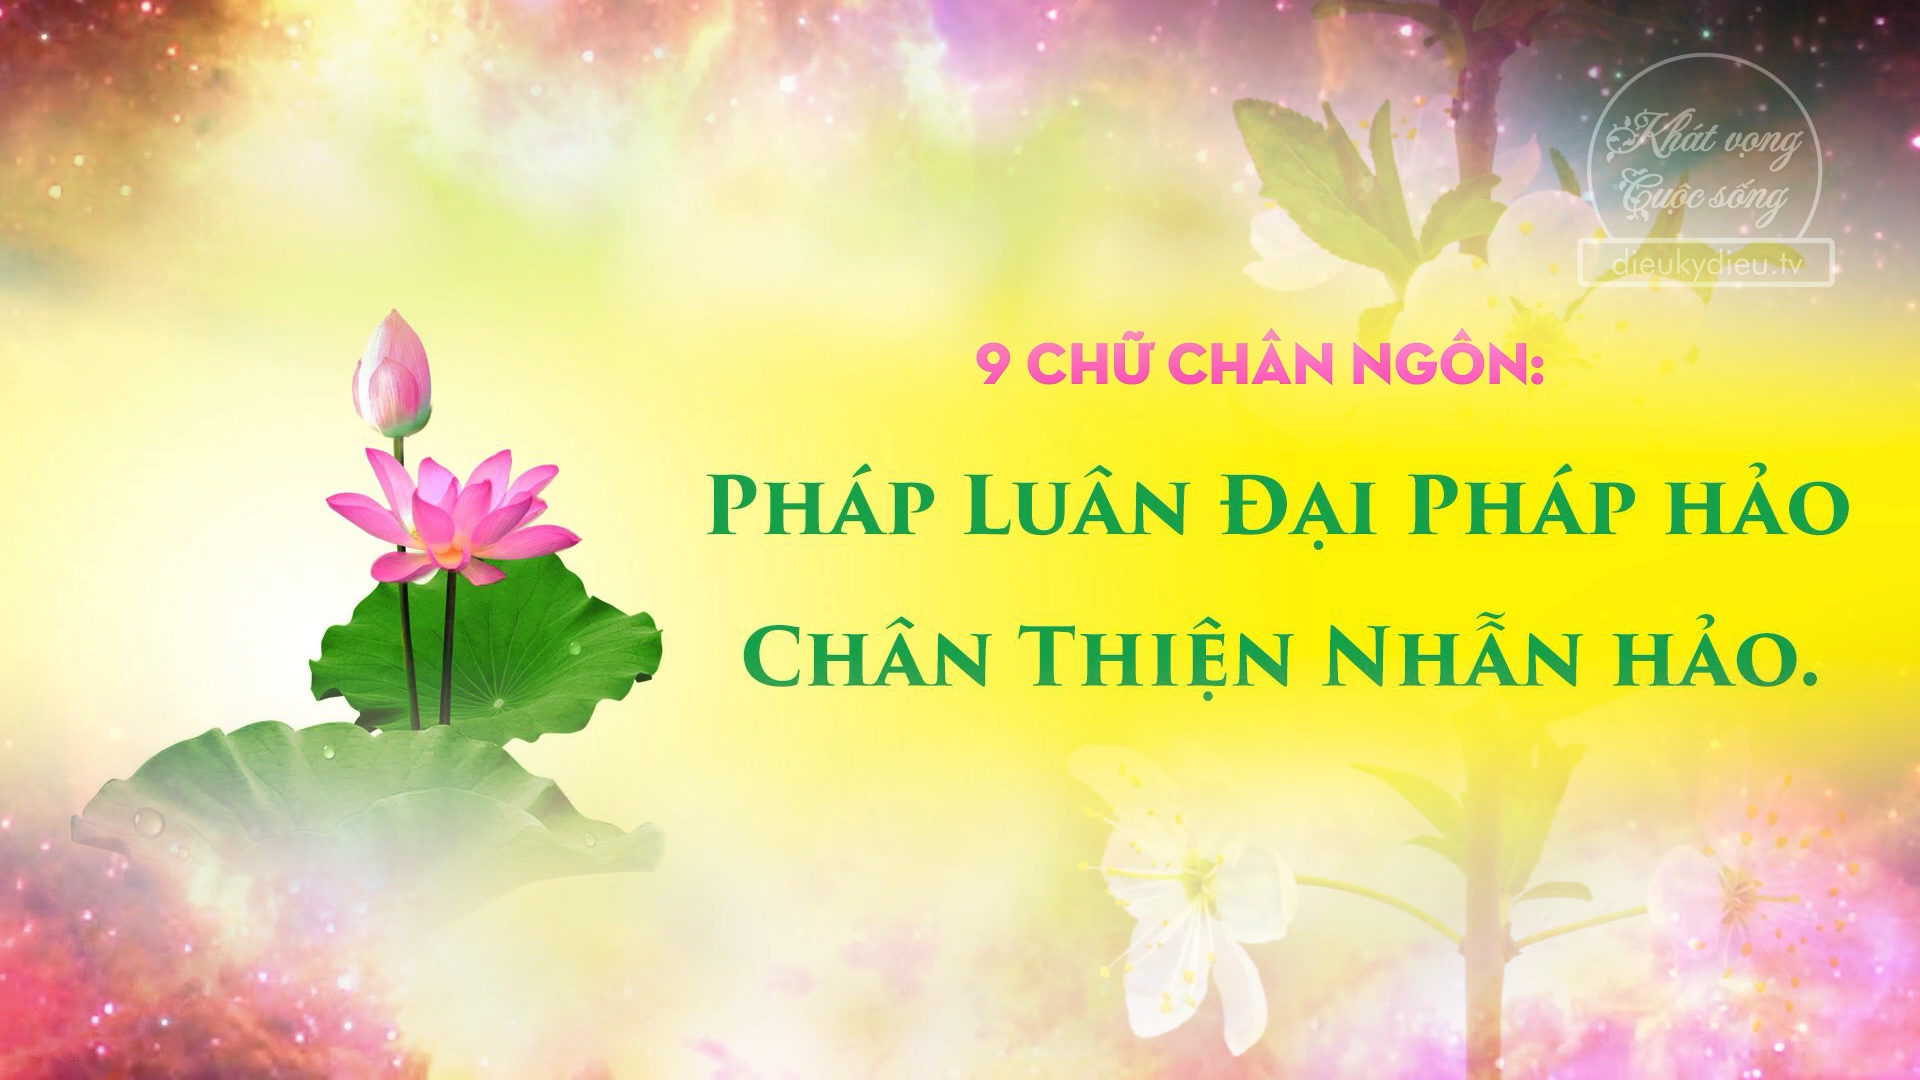 Khát vọng
Cuộc sống
dieukydieu.tv
9 CHỮ CHÂN NGÔN:
PHÁP LUÂN ĐẠI PHÁP HẢO
CHÂN THIỆN NHẪN HẢO.